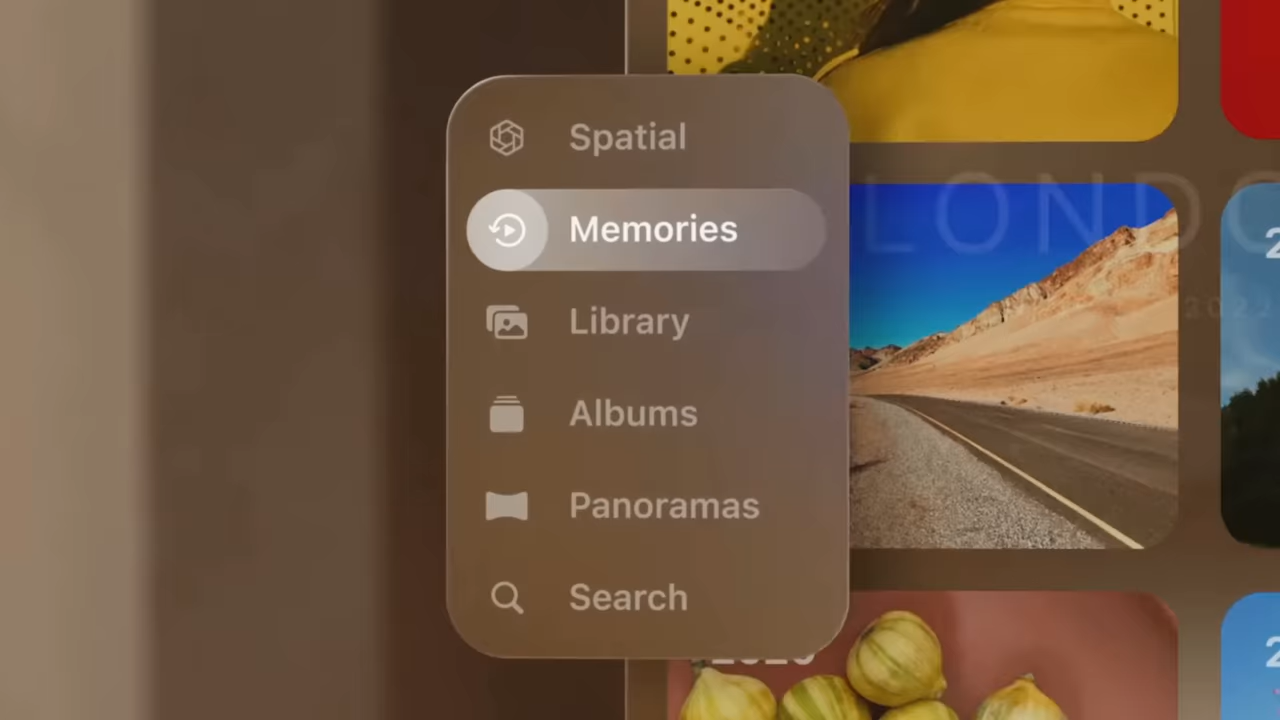 Spatial
Memories
Library
Albums
Panoramas
Search